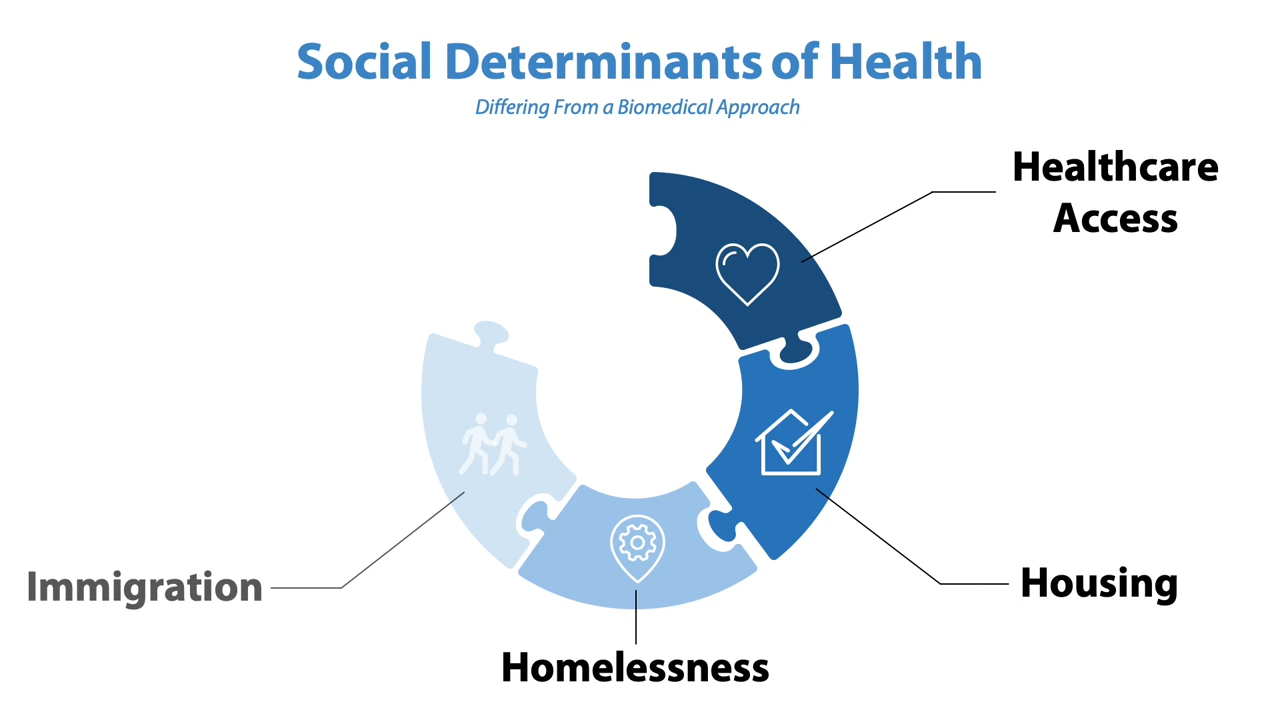 Social Determinants of Health
Differing From a Biomedical Approach
Healthcare
Access
Housing
Homelessness
Immigration